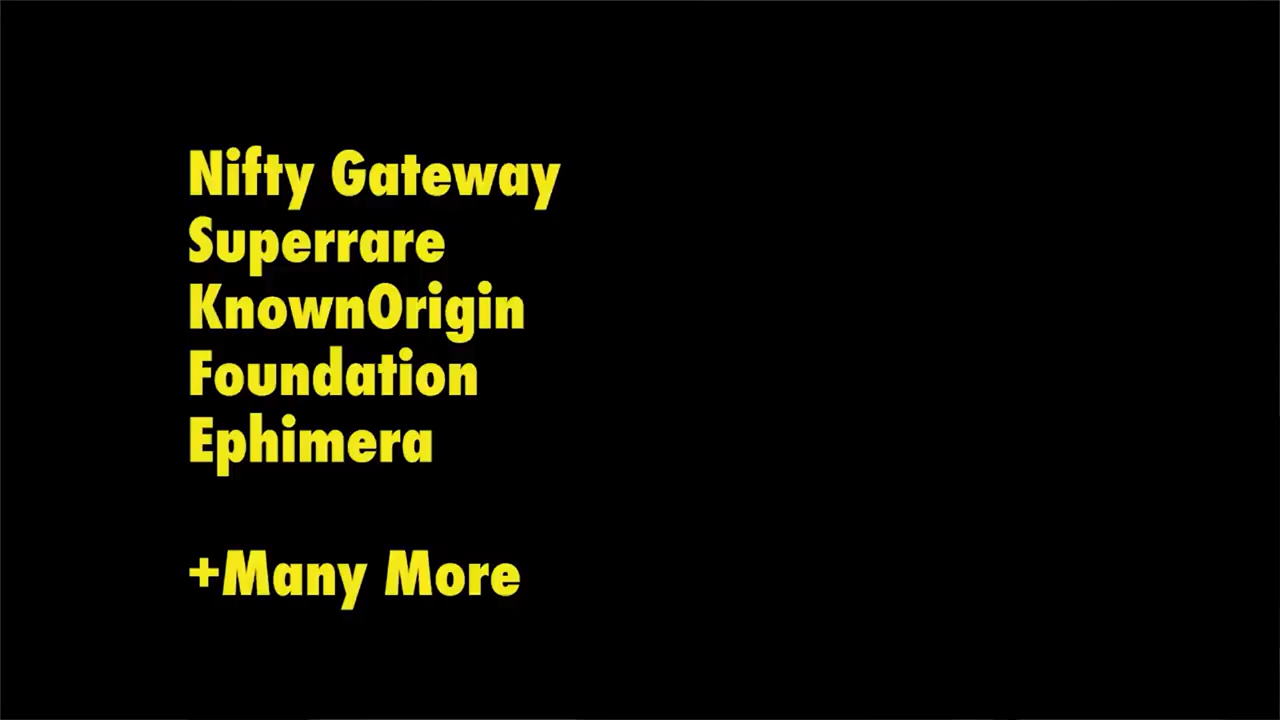 Nifty Gateway
Superrare
KnownOrigin
Foundation
Ephimera
+Many More